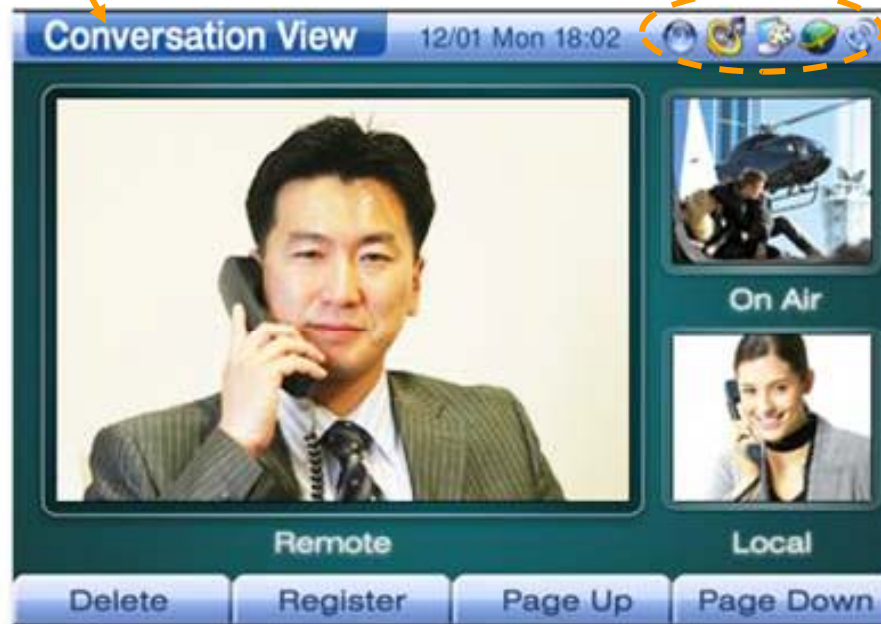 Conversation View 12/01 Mon 18:02
On Air
Remote Local
Delete Register Page Up Page Down